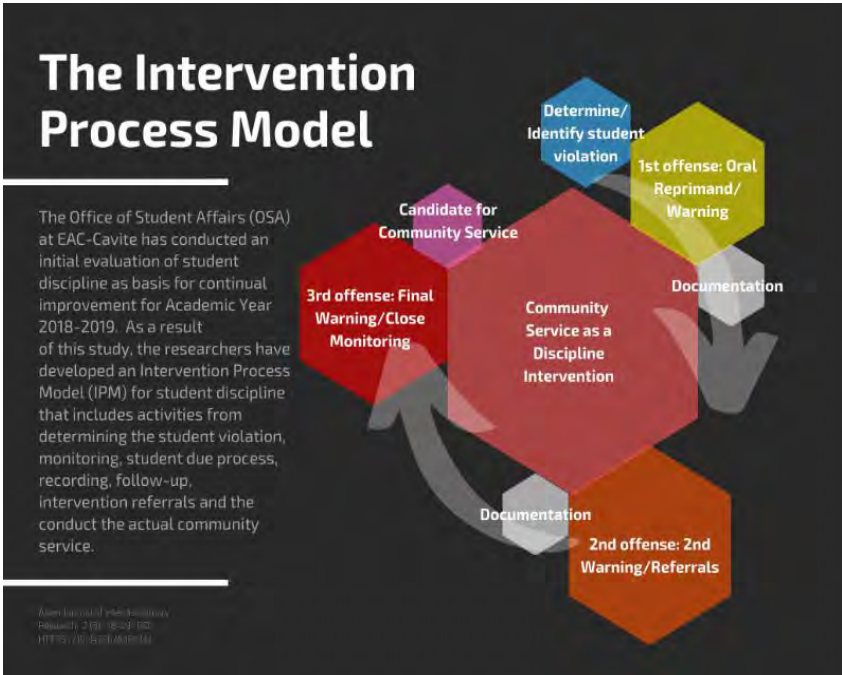 The Intervention
Process Model
The Office of Student Affairs (OSA)
at EAC-Cavite has conducted an
initial evaluation of student
discipline as basis for continual
improvement for Academic Year
2018-2019. As a result
of this study, the researchers have
developed an Intervention Process
Model (IPM) for student discipline
that includes activities from
determining the student violation,
monitoring, student due process,
recording, follow-up,
intervention referrals and the
conduct the actual community
service.
Determine/
Identify student
violation
1st offense: Oral
Reprimand/
Warning
Documentation
Community
Service as a
Discipline
Intervention
2nd offense: 2nd
Warning/Referrals
Documentation
3rd offense: Final
Warning/Close
Monitoring
Candidate for
Community Service